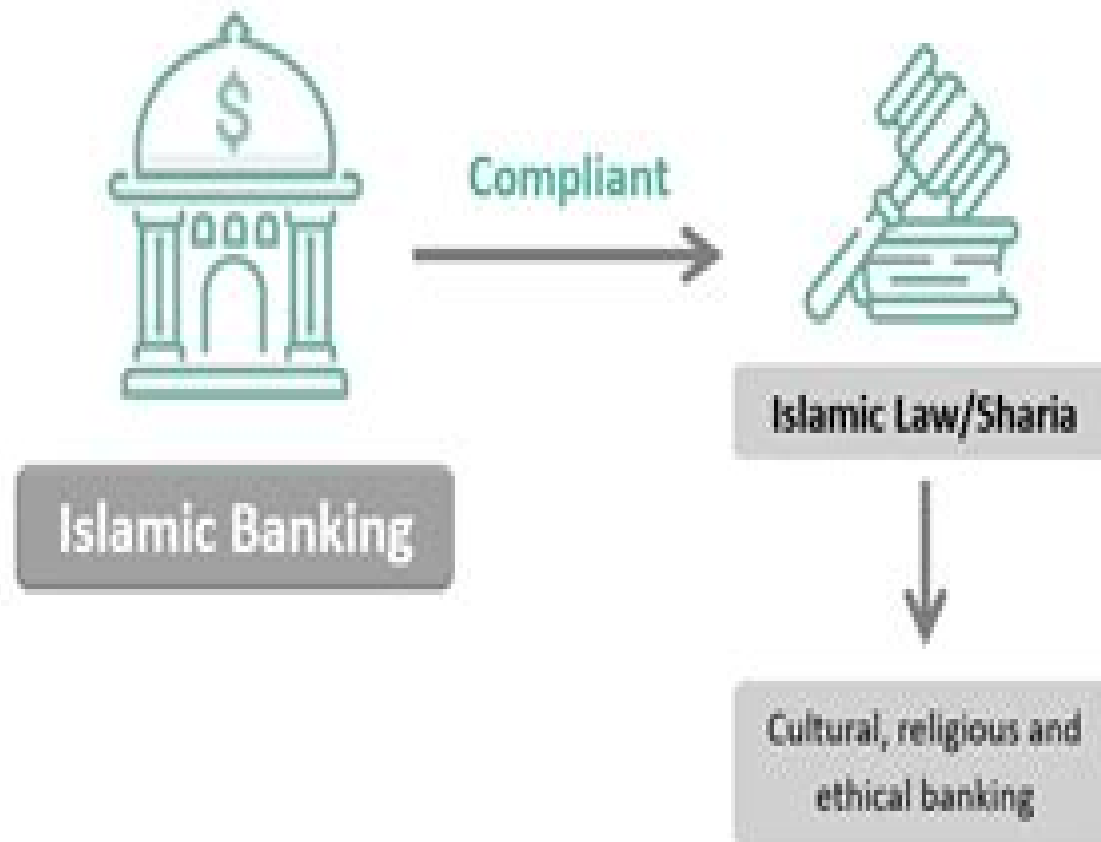 $
Compliant
Islamic Law/Sharia
Islamic Banking
Cultural, religious and
ethical banking